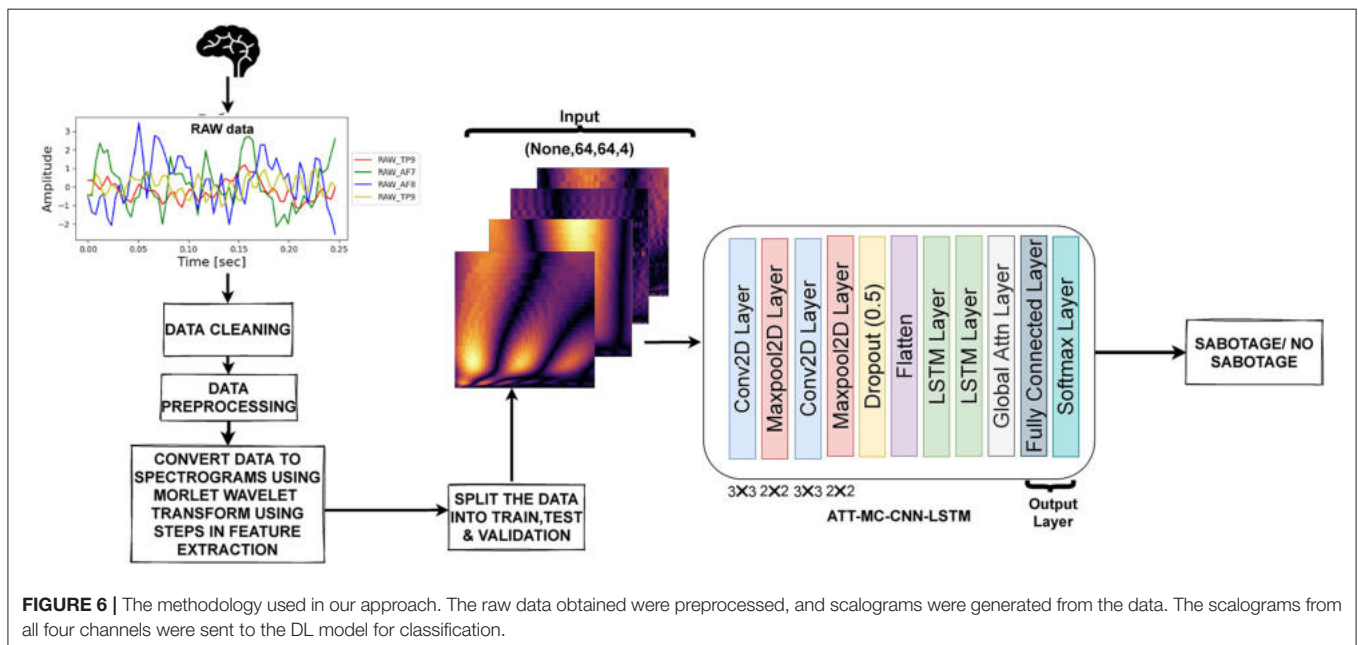 RAW data
Amplitude
3
2
1
0
−1
−2
0.00 0.05 0.10 0.15 0.20 0.25
Time [sec]
RAW_TP9
RAW_AF7
RAW_AF8
RAW_TP9
DATA CLEANING
DATA
PREPROCESSING
CONVERT DATA TO
SPECTROGRAMS USING
MORLET WAVELET
TRANSFORM USING
STEPS IN FEATURE
EXTRACTION
SPLIT THE DATA
INTO TRAIN,TEST
& VALIDATION
Input
(None,64,64,4)
Conv2D Layer
Maxpool2D Layer
Conv2D Layer
Maxpool2D Layer
Dropout (0.5)
Flatten
LSTM Layer
LSTM Layer
Global Attn Layer
Fully Connected Layer
Softmax Layer
3✕3 2✕2 3✕3 2✕2
ATT-MC-CNN-LSTM
Output
Layer
SABOTAGE/ NO
SABOTAGE
FIGURE 6 | The methodology used in our approach. The raw data obtained were preprocessed, and scalograms were generated from the data. The scalograms from
all four channels were sent to the DL model for classification.